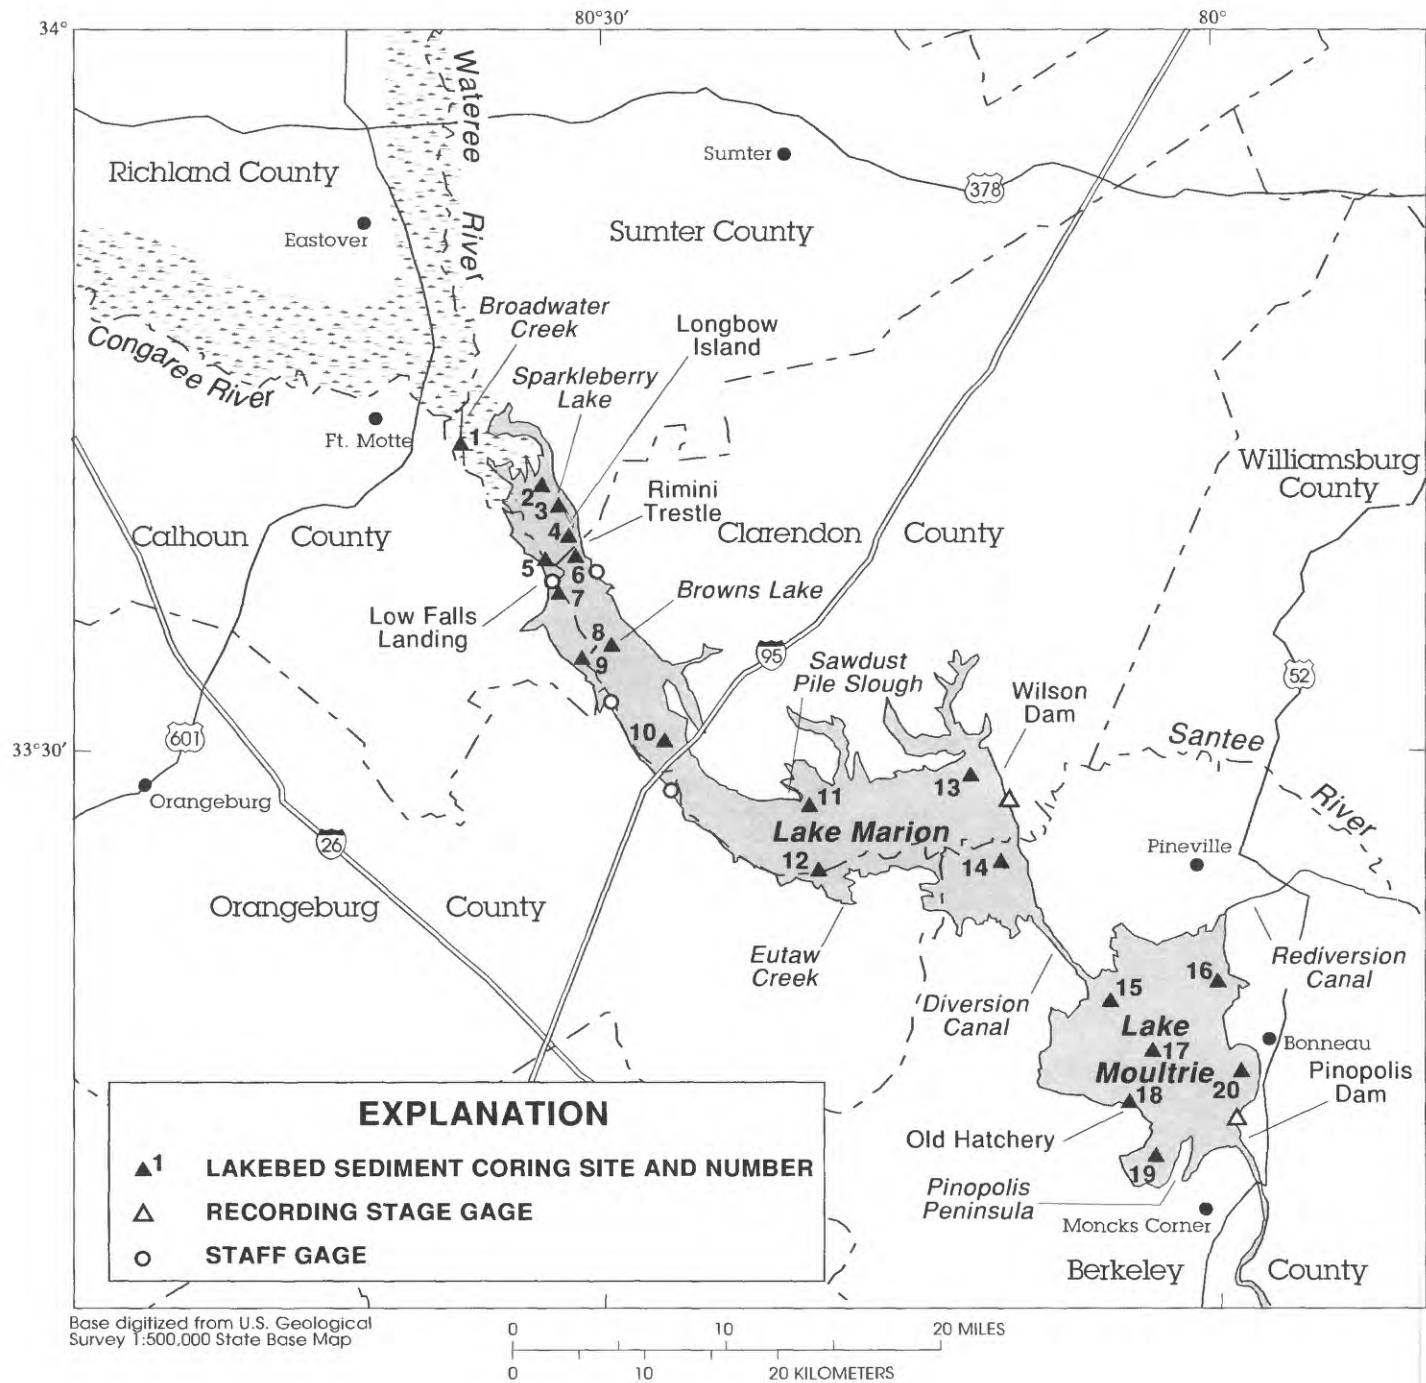 80°30′
80°
34°
Wateree
River
Sumter
Richland County
378
Eastover
Sumter County
Broadwater
Creek
Longbow
Island
Congaree River
Sparkleberry
Lake
Ft. Motte
1
Williamsburg
County
2
3
Rimini
Trestle
4
Calhoun County
Clarendon County
5
6
7
Browns Lake
Low Falls
Landing
8
9
95
Sawdust
Pile Slough
Wilson
Dam
52
601
10
33°30′
Santee
River
Orangeburg
11
13
26
Lake Marion
Pineville
12
14
Orangeburg County
Eutaw
Creek
Diversion
Canal
Rediversion
Canal
15
16
Lake
Moultrie
17
Bonneau
18
20
Pinopolis
Dam
Old Hatchery
19
Pinopolis
Peninsula
Moncks Corner
Berkeley County
EXPLANATION
1 LAKEBED SEDIMENT CORING SITE AND NUMBER
RECORDING STAGE GAGE
STAFF GAGE
Base digitized from U.S. Geological
Survey 1:500,000 State Base Map
0 10 20 MILES
0 10 20 KILOMETERS